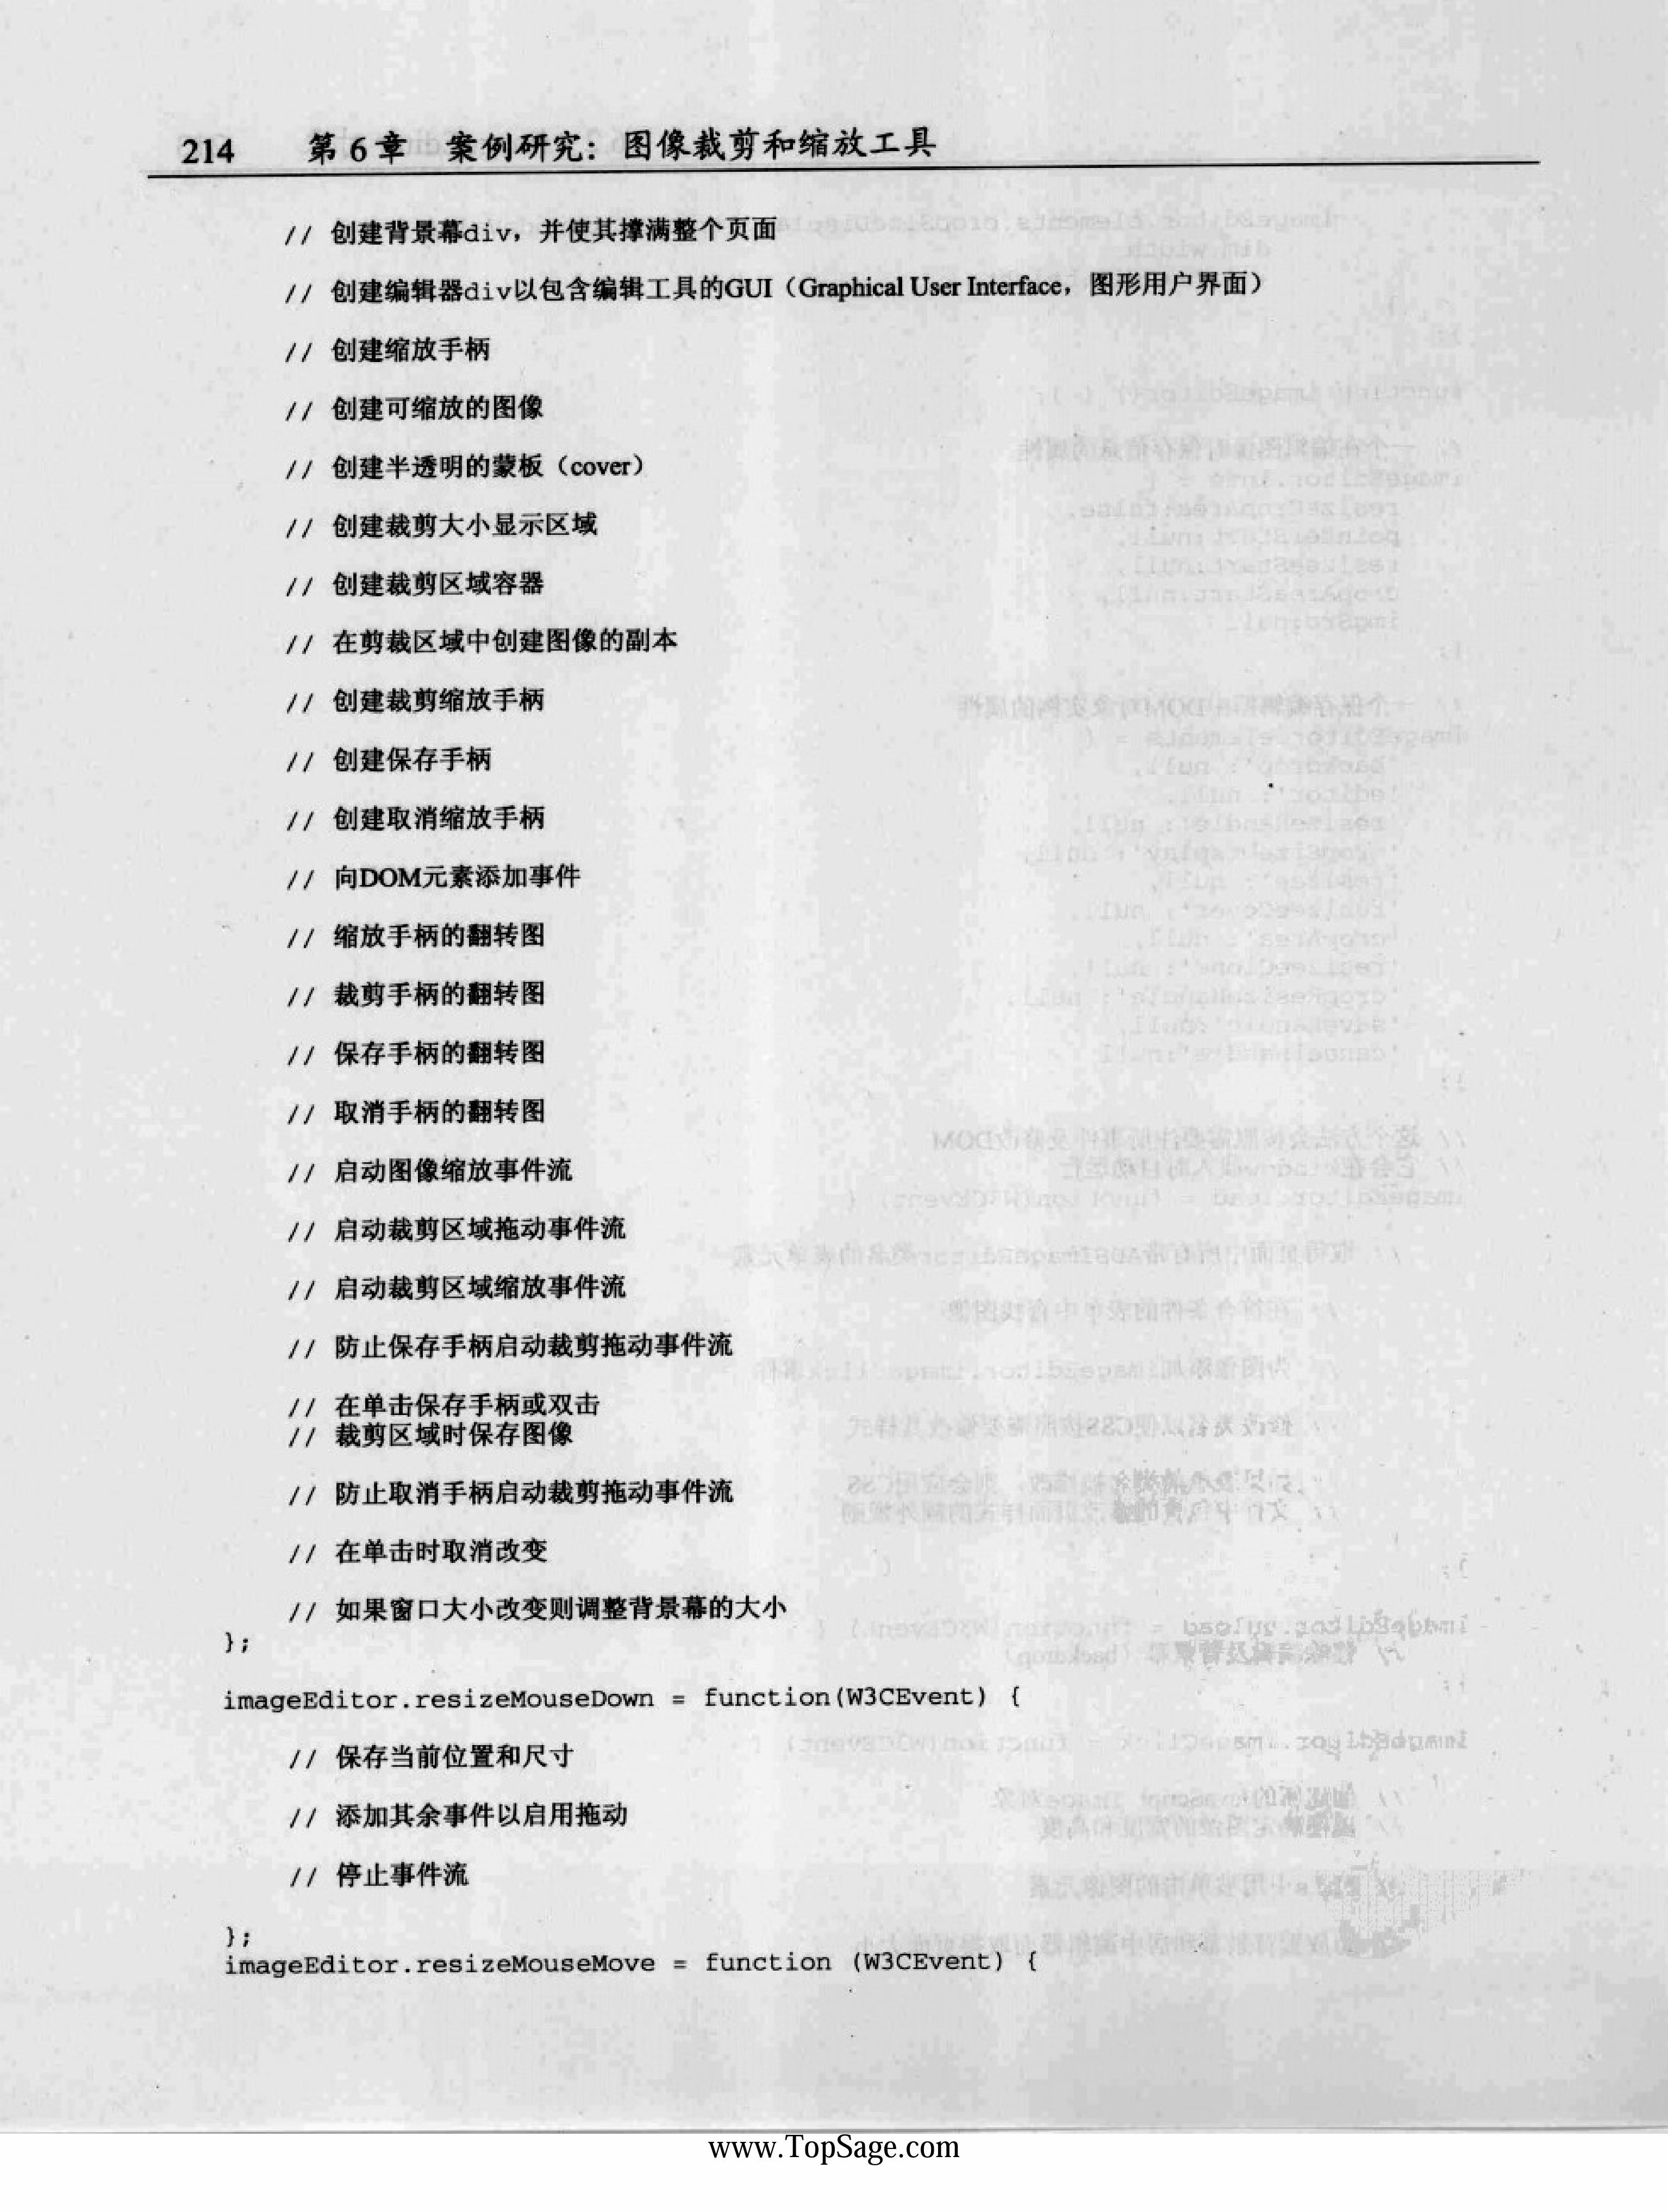 214 第6章 案例研究：图像裁剪和缩放工具
// 创建背景幕div，并使其撑满整个页面
// 创建编辑器div以包含编辑工具的GUI（Graphical User Interface，图形用户界面）
// 创建缩放手柄
// 创建可缩放的图像
// 创建半透明的蒙板（cover）
// 创建裁剪大小显示区域
// 创建裁剪区域容器
// 在剪裁区域中创建图像的副本
// 创建裁剪缩放手柄
// 创建保存手柄
// 创建取消缩放手柄
// 向DOM元素添加事件
// 缩放手柄的翻转图
// 裁剪手柄的翻转图
// 保存手柄的翻转图
// 取消手柄的翻转图
// 启动图像缩放事件流
// 启动裁剪区域拖动事件流
// 启动裁剪区域缩放事件流
// 防止保存手柄启动裁剪拖动事件流
// 在单击保存手柄或双击
// 裁剪区域时保存图像
// 防止取消手柄启动裁剪拖动事件流
// 在单击时取消改变
// 如果窗口大小改变则调整背景幕的大小
};
imageEditor.resizeMouseDown = function(W3CEvent) {
// 保存当前位置和尺寸
// 添加其余事件以启用拖动
// 停止事件流
};
imageEditor.resizeMouseMove = function (W3CEvent) {
www.TopSage.com